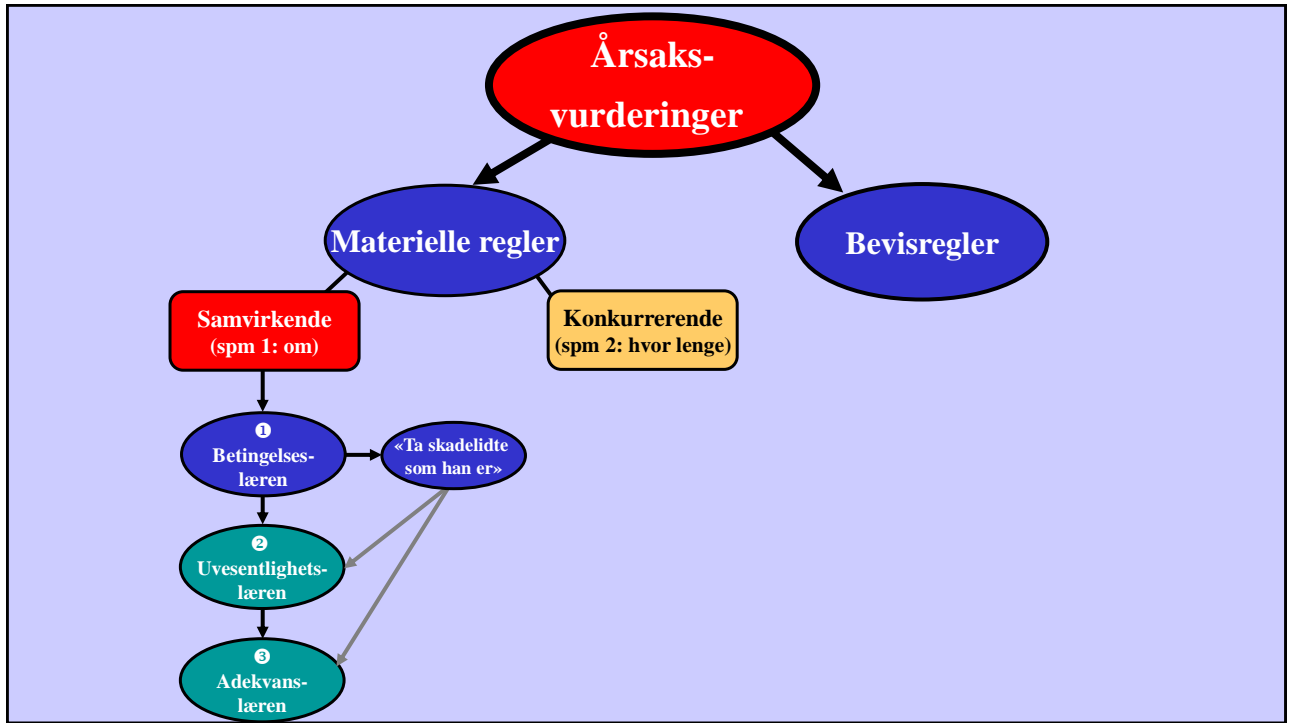 Årsaks-
vurderinger
Materielle regler
Bevisregler
Samvirkende
(spm 1: om)
Konkurrerende
(spm 2: hvor lenge)
❶
Betingelses-
læren
«Ta skadelidte
som han er»
❷
Uvesentlighets-
læren
❸
Adekvans-
læren